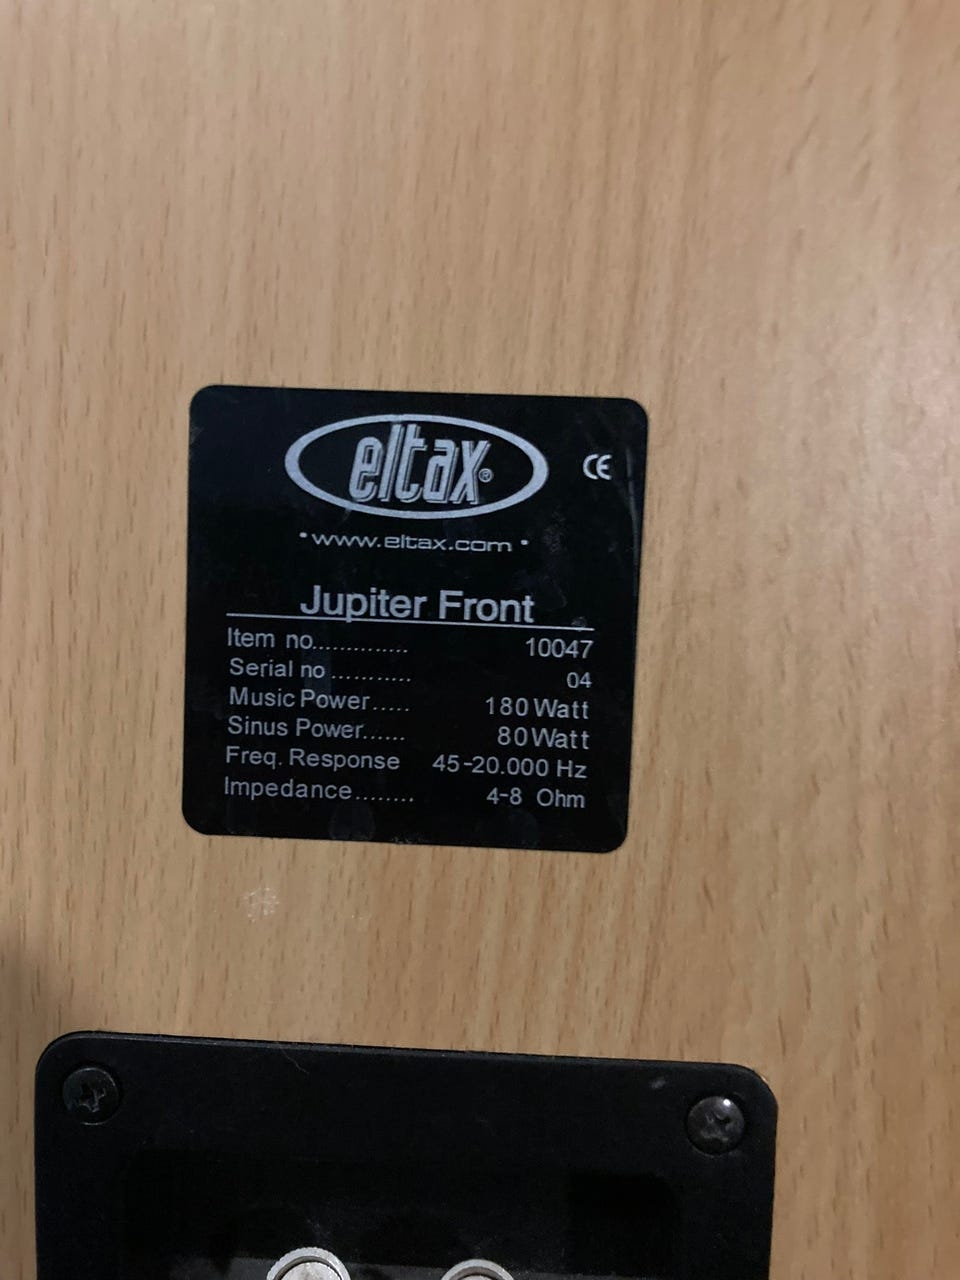 eltax®
CE
• www.eltax.com •
Jupiter Front
Item no.............. 10047
Serial no ........... 04
Music Power..... 180 Watt
Sinus Power...... 80 Watt
Freq. Response 45-20.000 Hz
Impedance........ 4-8 Ohm